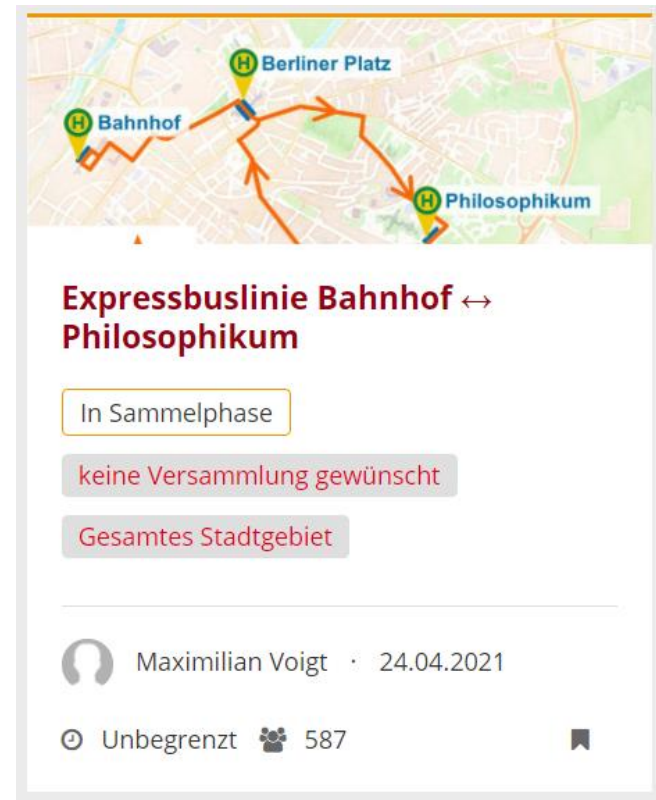 H Berliner Platz
H Bahnhof
H Philosophikum
Expressbuslinie Bahnhof ↔
Philosophikum
In Sammelphase
keine Versammlung gewünscht
Gesamtes Stadtgebiet
Maximilian Voigt · 24.04.2021
Unbegrenzt 587